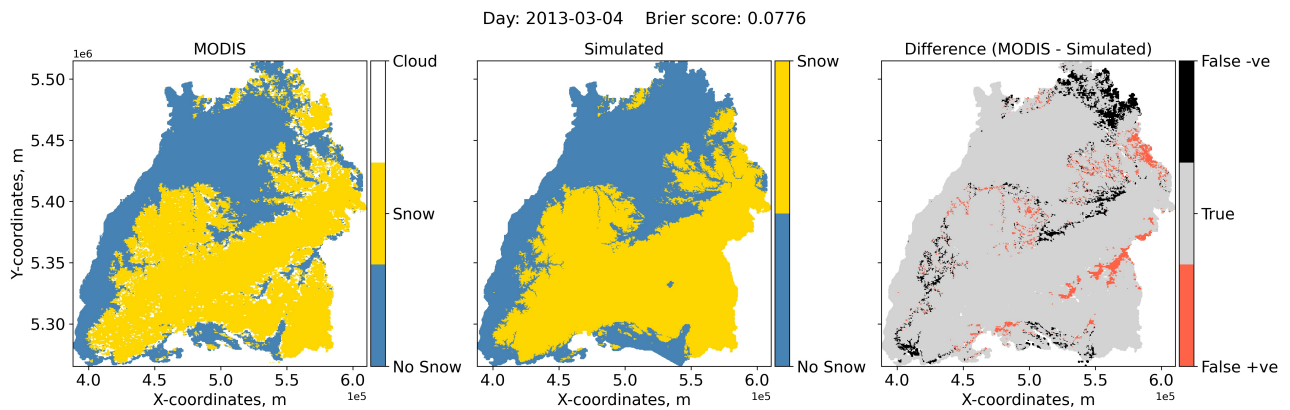 Day: 2013-03-04    Brier score: 0.0776
MODIS
Simulated
Difference (MODIS - Simulated)
1e6
5.50
5.45
5.40
5.35
5.30
Y-coordinates, m
4.0 4.5 5.0 5.5 6.0
1e5
X-coordinates, m
Cloud
Snow
No Snow
4.0 4.5 5.0 5.5 6.0
1e5
X-coordinates, m
Snow
No Snow
4.0 4.5 5.0 5.5 6.0
1e5
X-coordinates, m
False -ve
True
False +ve